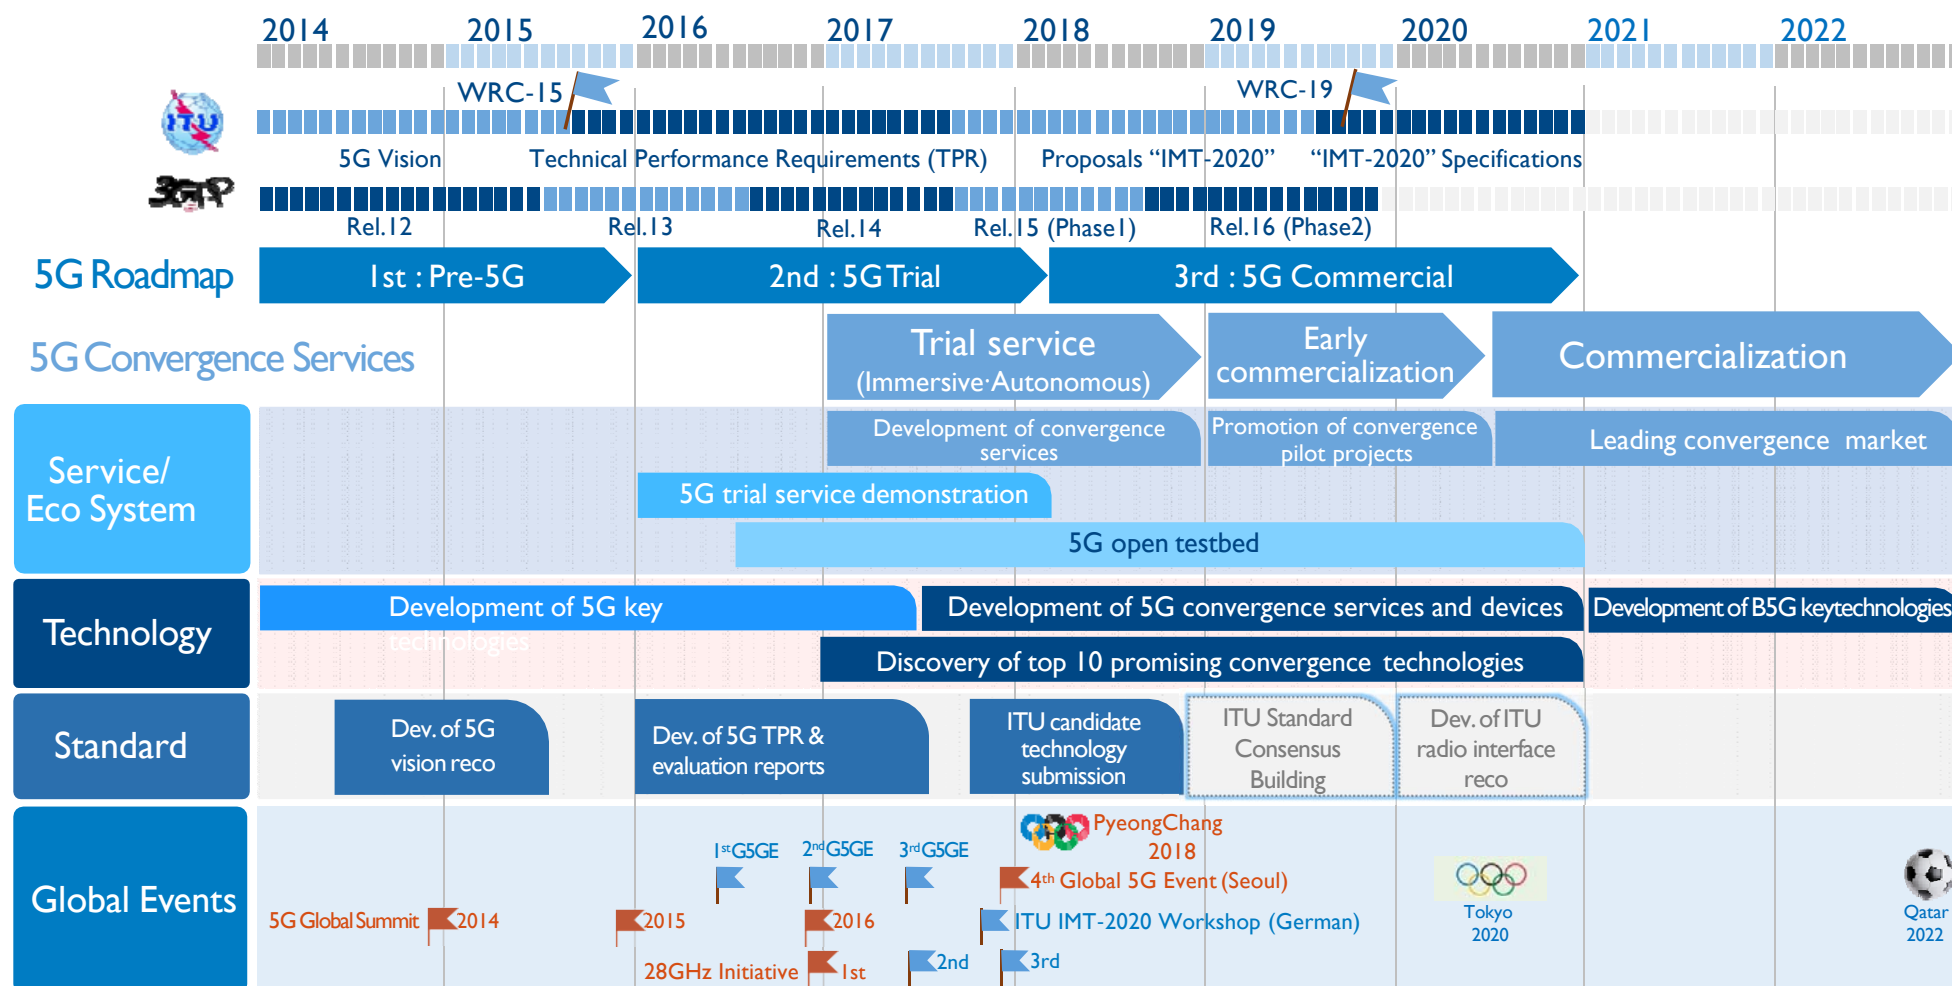 2014 2015 2016 2017 2018 2019 2020 2021 2022
WRC-15
WRC-19
ITU
5G Vision
Technical Performance Requirements (TPR)
Proposals “IMT-2020”
“IMT-2020” Specifications
3GPP
Rel.12
Rel.13
Rel.14
Rel.15 (Phase1)
Rel.16 (Phase2)
5G Roadmap
1st : Pre-5G
2nd : 5G Trial
3rd : 5G Commercial
5G Convergence Services
Trial service
(Immersive·Autonomous)
Early
commercialization
Commercialization
Service/
Eco System
Development of convergence
services
Promotion of convergence
pilot projects
Leading convergence market
5G trial service demonstration
5G open testbed
Technology
Development of 5G key
technologies
Development of 5G convergence services and devices
Development of B5G keytechnologies
Discovery of top 10 promising convergence technologies
Standard
Dev. of 5G
vision reco
Dev. of 5G TPR &
evaluation reports
ITU candidate
technology
submission
ITU Standard
Consensus
Building
Dev. of ITU
radio interface
reco
Global Events
PyeongChang
2018
1st G5GE
2nd G5GE
3rd G5GE
4th Global 5G Event (Seoul)
5G Global Summit
2014
2015
2016
ITU IMT-2020 Workshop (German)
28GHz Initiative
1st
2nd
3rd
Tokyo
2020
Qatar
2022